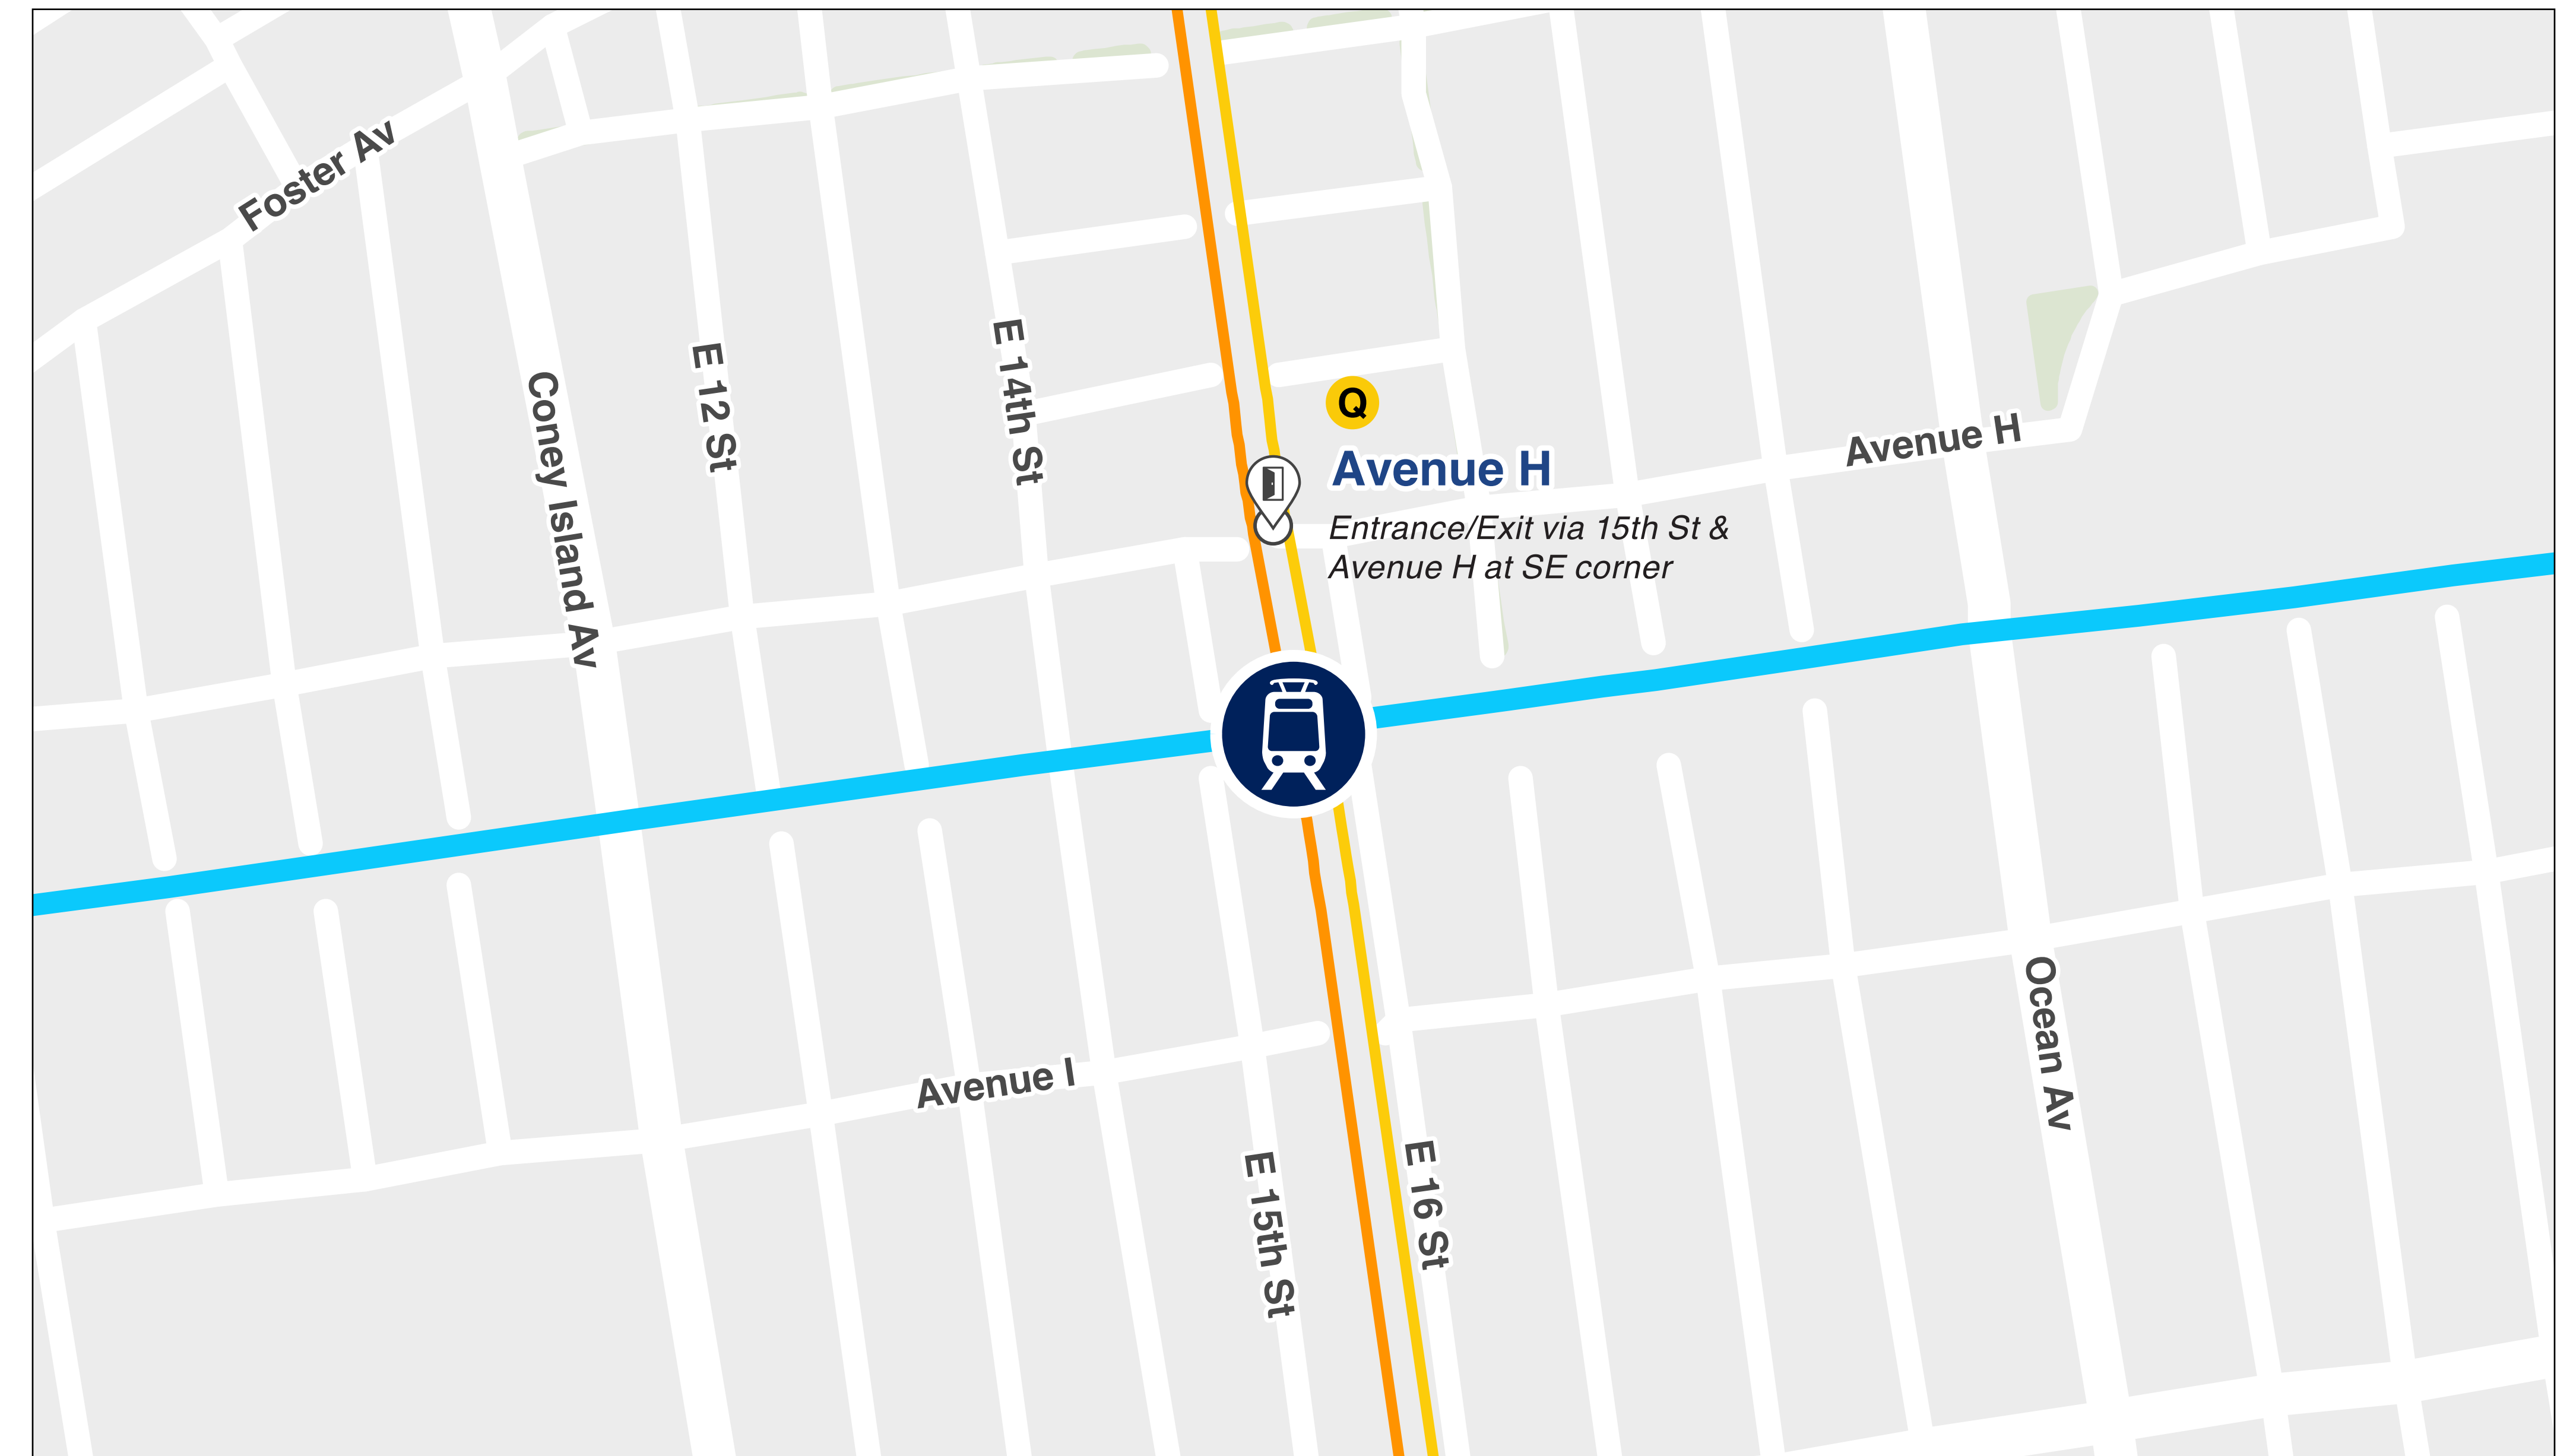 Foster Av
Coney Island Av
E 12 St
E 14th St
Q
Avenue H
Entrance/Exit via 15th St &
Avenue H at SE corner
Avenue H
Avenue I
E 15th St
E 16 St
Ocean Av